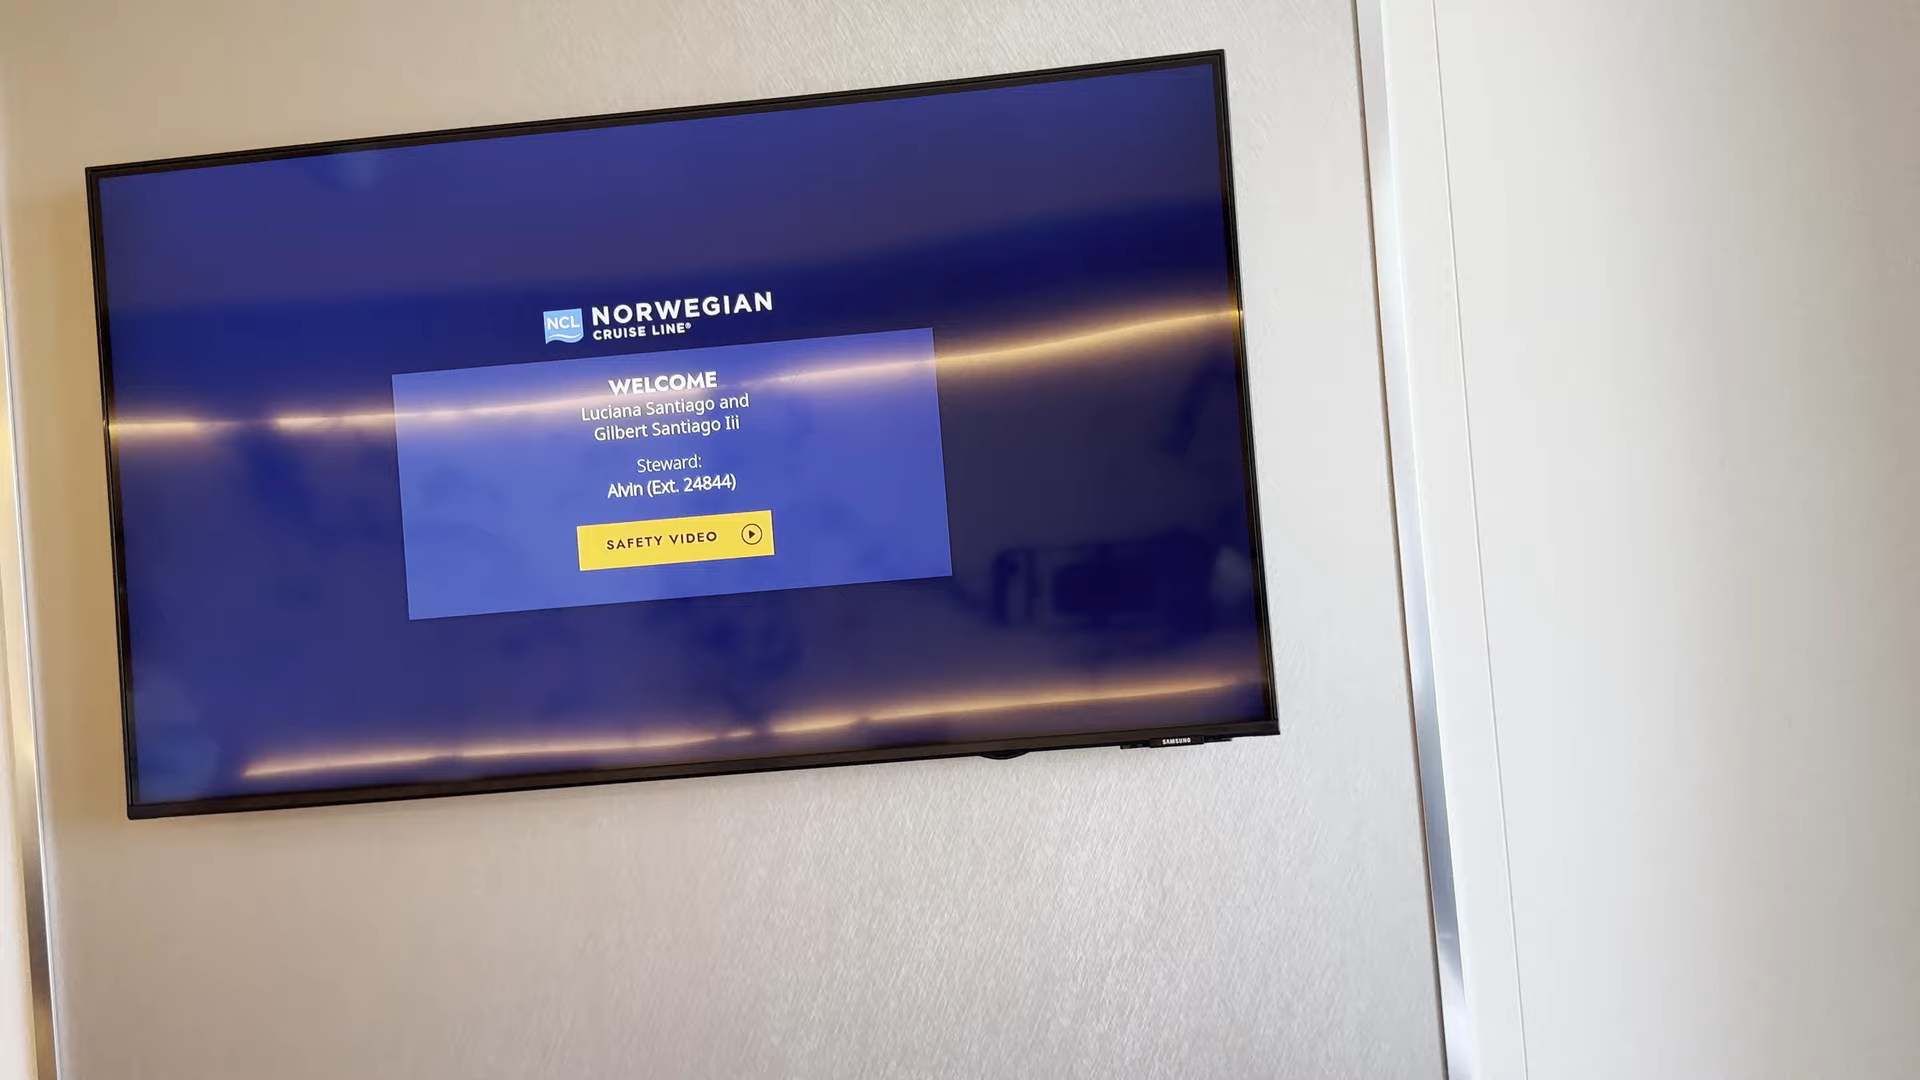 NCL
NORWEGIAN
CRUISE LINE®
WELCOME
Luciana Santiago and
Gilbert Santiago Iii
Steward:
Alvin (Ext. 24844)
SAFETY VIDEO
SAMSUNG